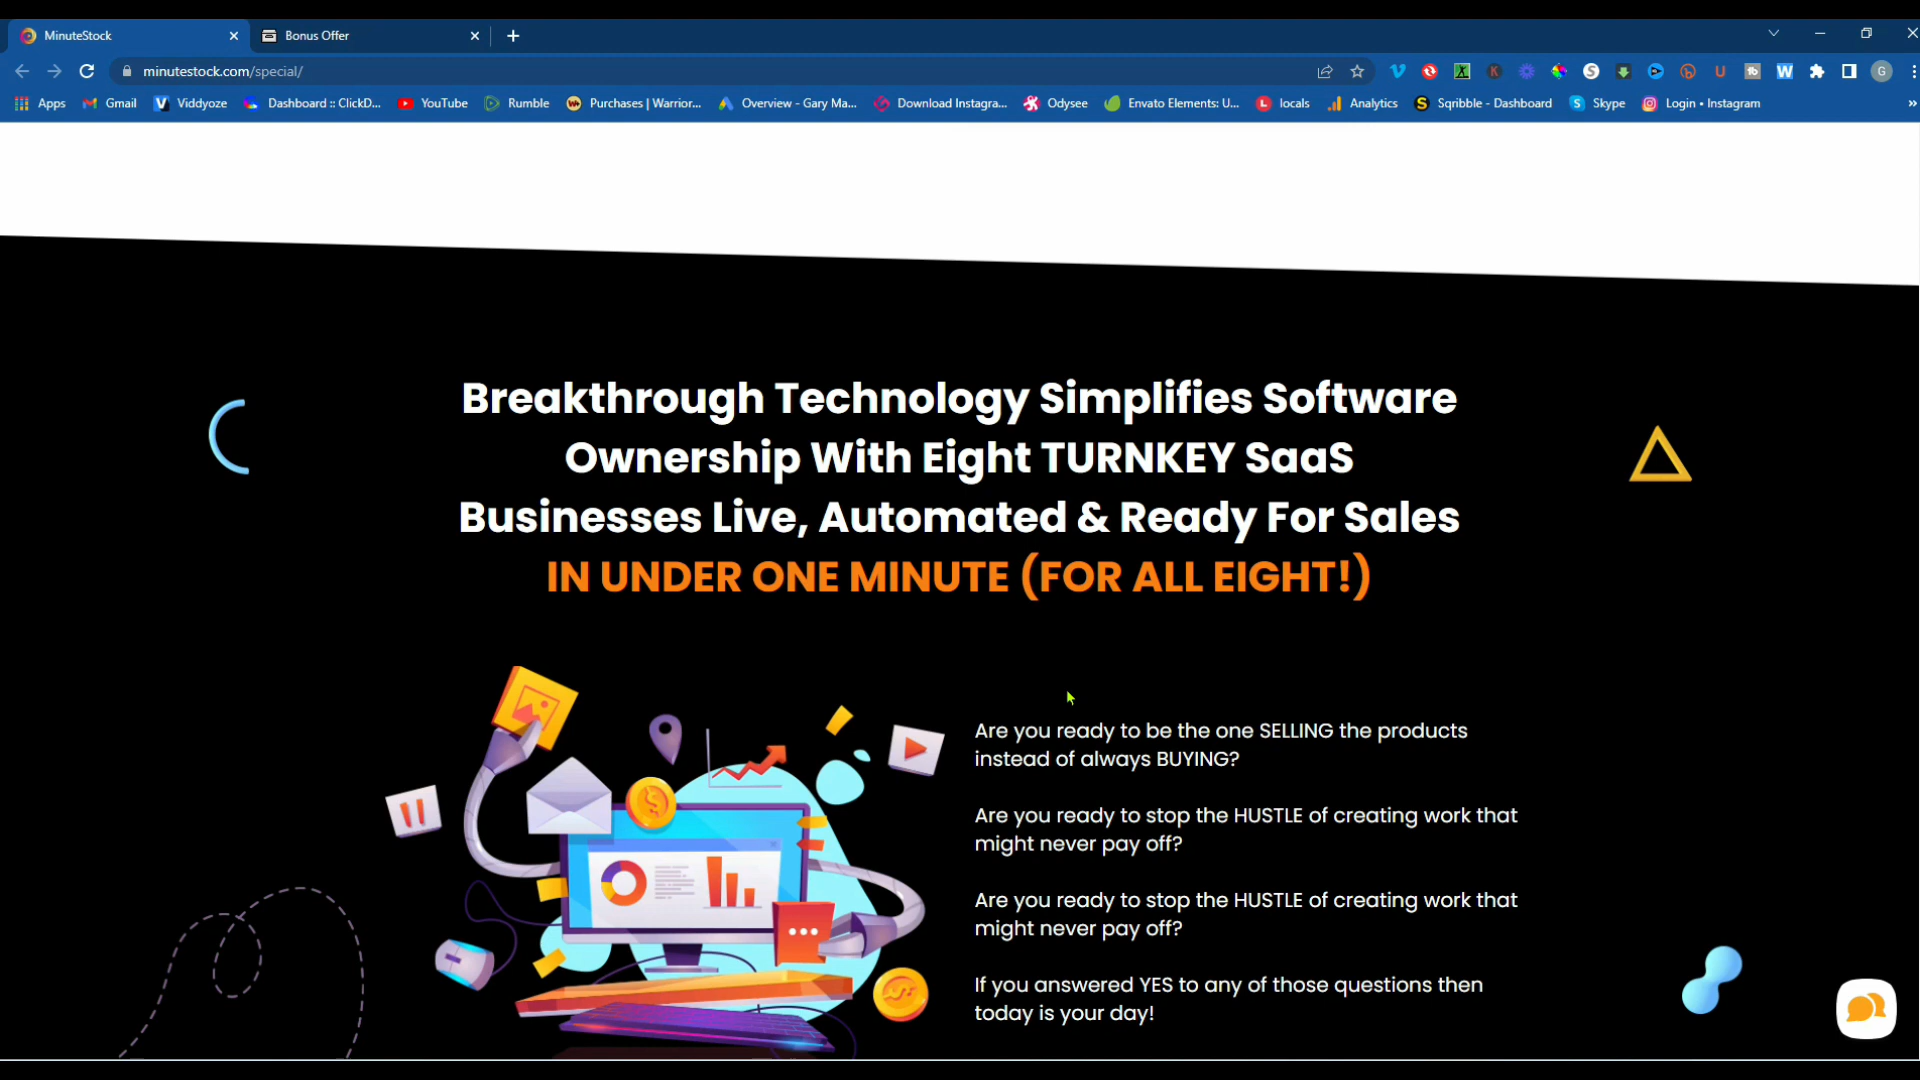 MinuteStock
Bonus Offer
minutestock.com/special/
G
Apps
Gmail
Viddyoze
Dashboard :: ClickD...
YouTube
Rumble
Purchases | Warrior...
Overview - Gary Ma...
Download Instagra...
Odysee
Envato Elements: U...
locals
Analytics
Sqribble - Dashboard
Skype
Login • Instagram
»
Breakthrough Technology Simplifies Software
Ownership With Eight TURNKEY SaaS
Businesses Live, Automated & Ready For Sales
IN UNDER ONE MINUTE (FOR ALL EIGHT!)
Are you ready to be the one SELLING the products
instead of always BUYING?
Are you ready to stop the HUSTLE of creating work that
might never pay off?
Are you ready to stop the HUSTLE of creating work that
might never pay off?
If you answered YES to any of those questions then
today is your day!